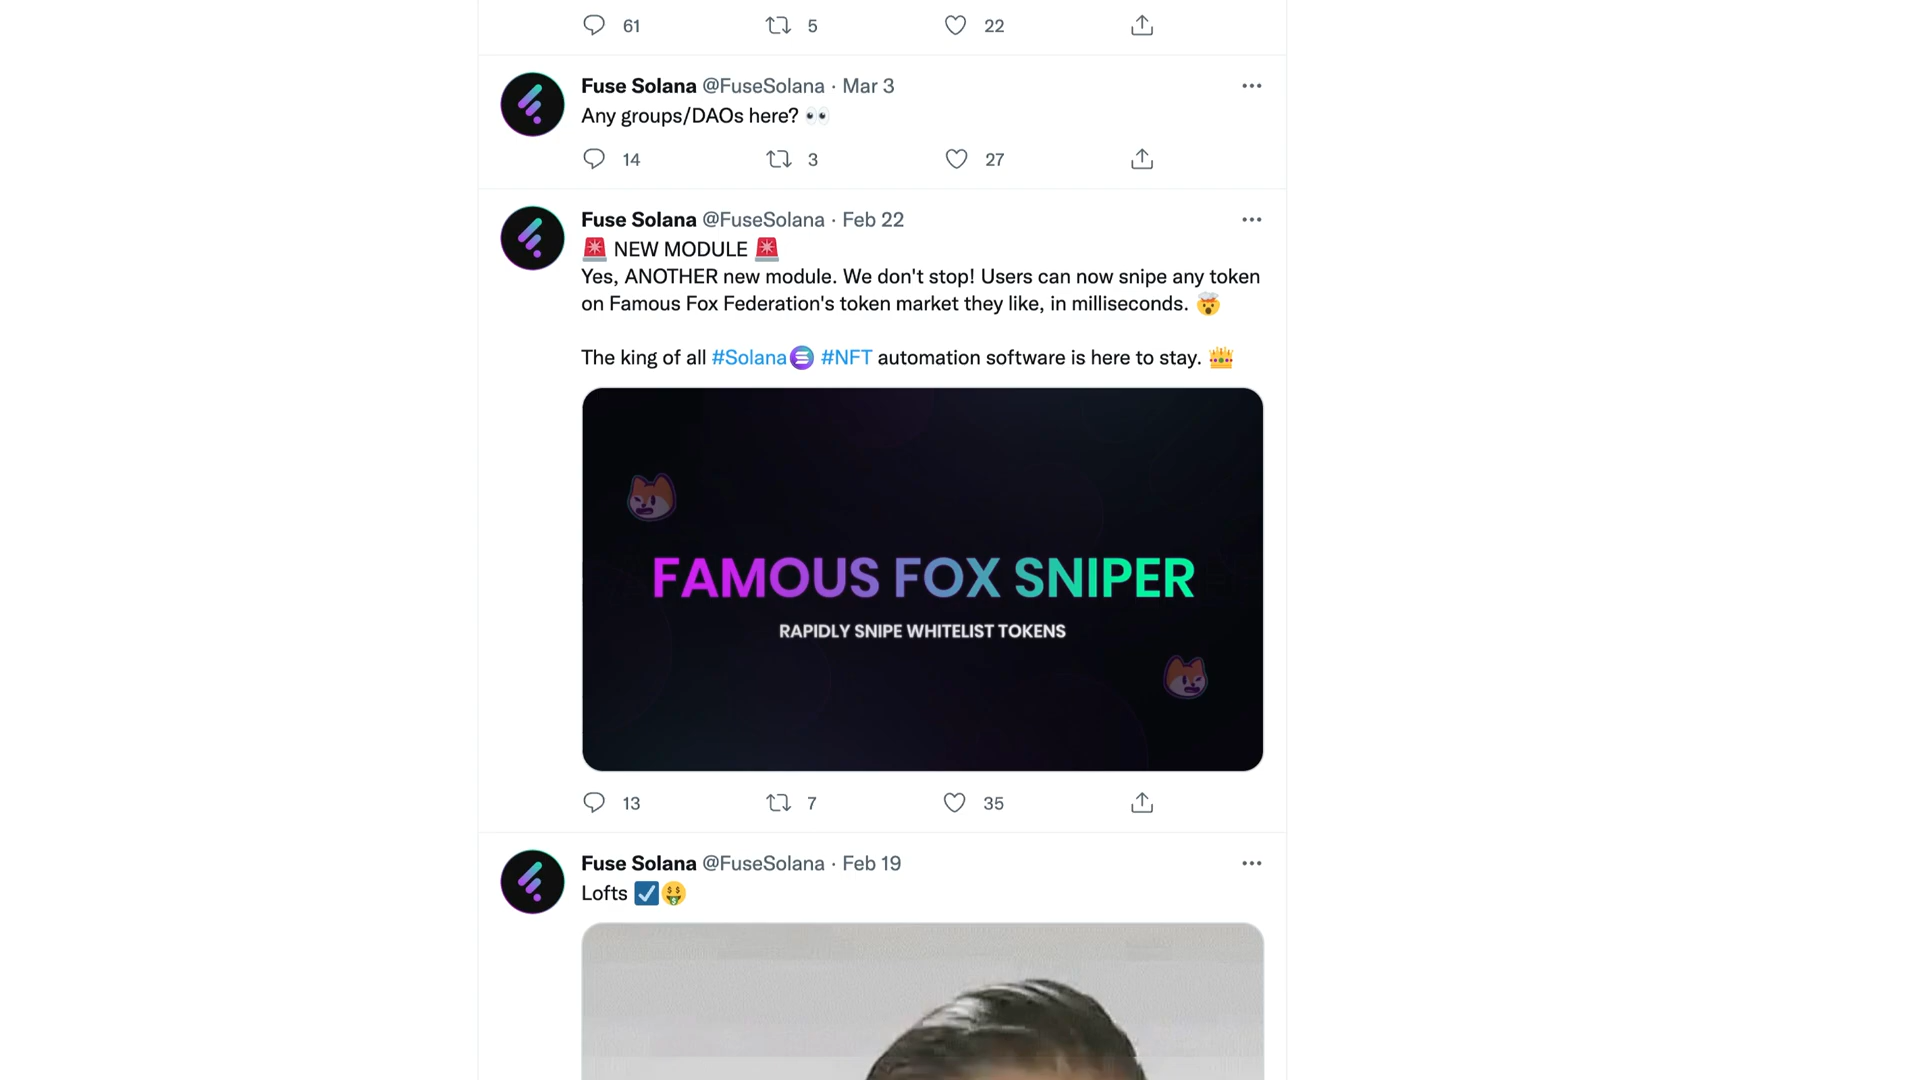 61 5 22
Fuse Solana @FuseSolana · Mar 3
Any groups/DAOs here? 👀
14 3 27
Fuse Solana @FuseSolana · Feb 22
🚨 NEW MODULE 🚨
Yes, ANOTHER new module. We don't stop! Users can now snipe any token
on Famous Fox Federation's token market they like, in milliseconds. 🤯
The king of all #Solana #NFT automation software is here to stay. 👑
FAMOUS FOX SNIPER
RAPIDLY SNIPE WHITELIST TOKENS
13 7 35
Fuse Solana @FuseSolana · Feb 19
Lofts ☑️🤑